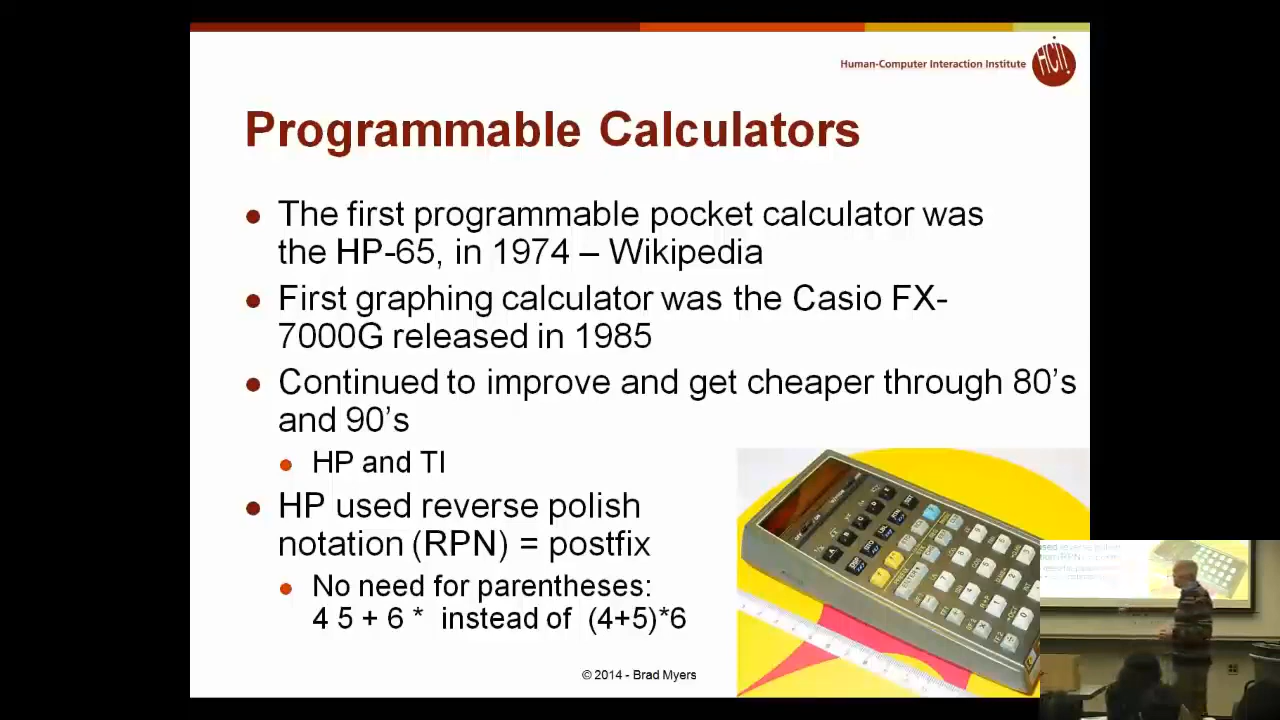 Human-Computer Interaction Institute
HCII
Programmable Calculators
The first programmable pocket calculator was
the HP-65, in 1974 – Wikipedia
First graphing calculator was the Casio FX-
7000G released in 1985
Continued to improve and get cheaper through 80’s
and 90’s
HP and TI
HP used reverse polish
notation (RPN) = postfix
No need for parentheses:
4 5 + 6 * instead of (4+5)*6
© 2014 - Brad Myers